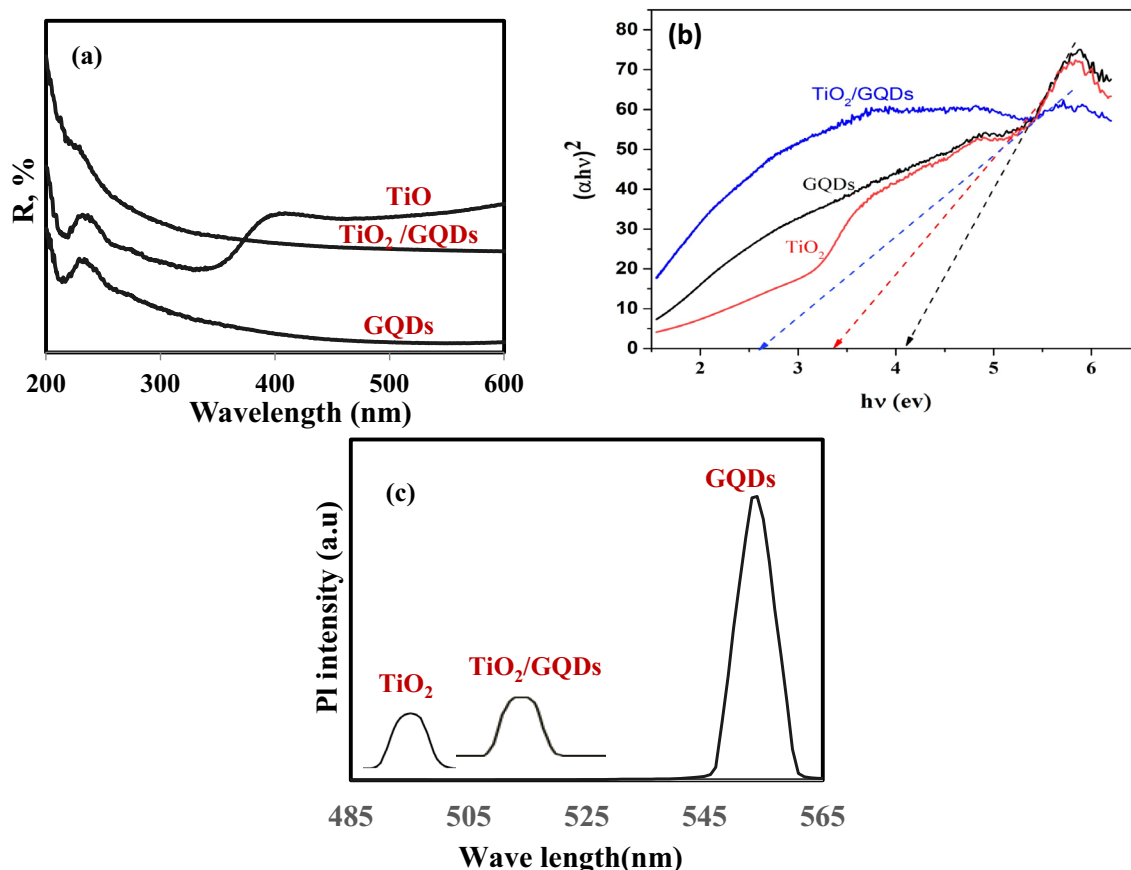 (a)
R, %
TiO
TiO₂ /GQDs
GQDs
200 300 400 500 600
Wavelength (nm)
(b)
(αhν)²
80
70
60
50
40
30
20
10
0
TiO₂/GQDs
GQDs
TiO₂
2 3 4 5 6
hν (ev)
(c)
Pl intensity (a.u)
GQDs
TiO₂/GQDs
TiO₂
485 505 525 545 565
Wave length(nm)